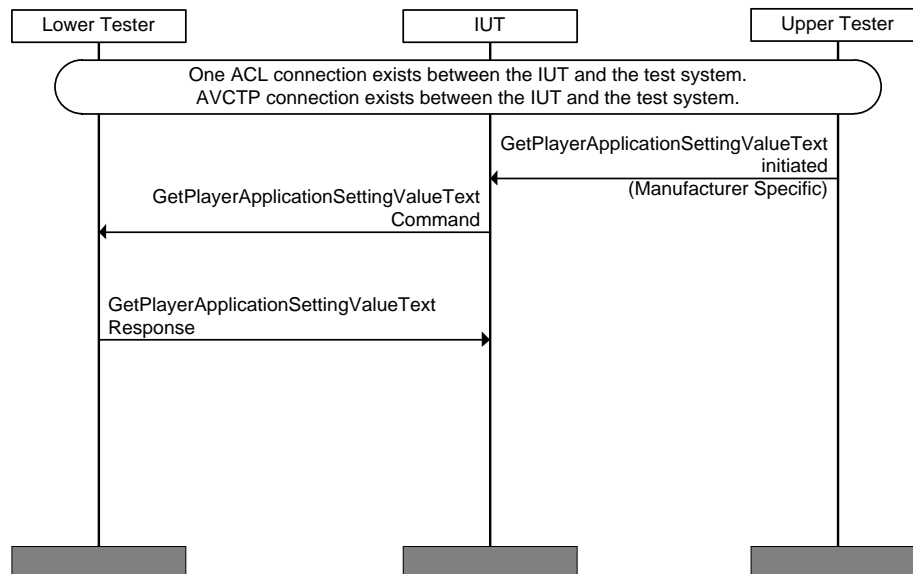 Lower Tester
IUT
Upper Tester
One ACL connection exists between the IUT and the test system.
AVCTP connection exists between the IUT and the test system.
GetPlayerApplicationSettingValueText
initiated
(Manufacturer Specific)
GetPlayerApplicationSettingValueText
Command
GetPlayerApplicationSettingValueText
Response